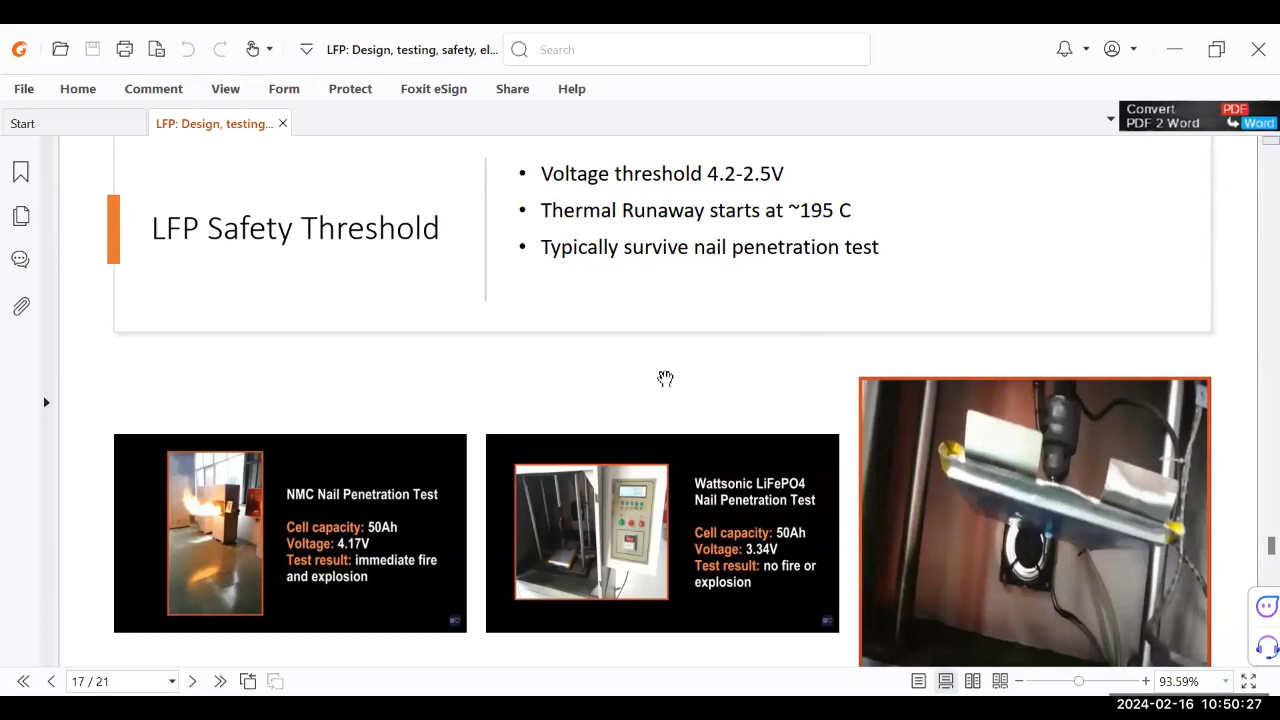 LFP: Design, testing, safety, el...
Search
File
Home
Comment
View
Form
Protect
Foxit eSign
Share
Help
Start
LFP: Design, testing...
Convert PDF
PDF 2 Word Word
LFP Safety Threshold
• Voltage threshold 4.2-2.5V
• Thermal Runaway starts at ~195 C
• Typically survive nail penetration test
NMC Nail Penetration Test
Cell capacity: 50Ah
Voltage: 4.17V
Test result: immediate fire
and explosion
Wattsonic LiFePO4
Nail Penetration Test
Cell capacity: 50Ah
Voltage: 3.34V
Test result: no fire or
explosion
17 / 21
93.59%
2024-02-16 10:50:27